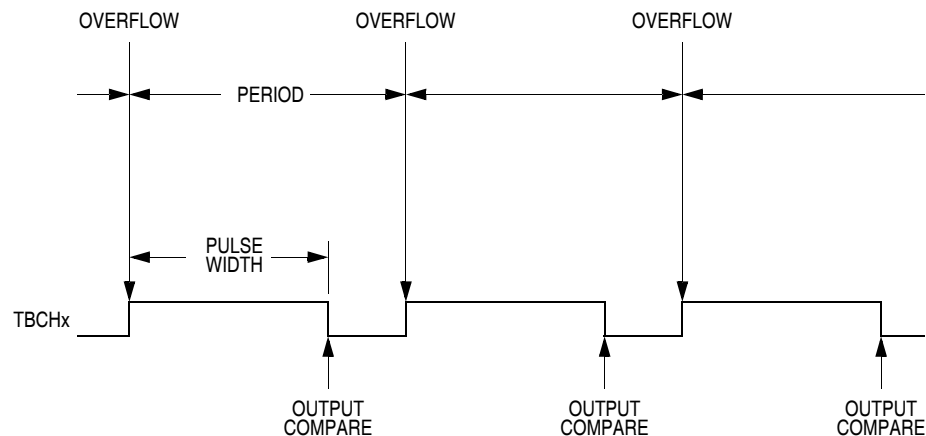 OVERFLOW
OVERFLOW
OVERFLOW
PERIOD
PULSE
WIDTH
TBCHx
OUTPUT
COMPARE
OUTPUT
COMPARE
OUTPUT
COMPARE